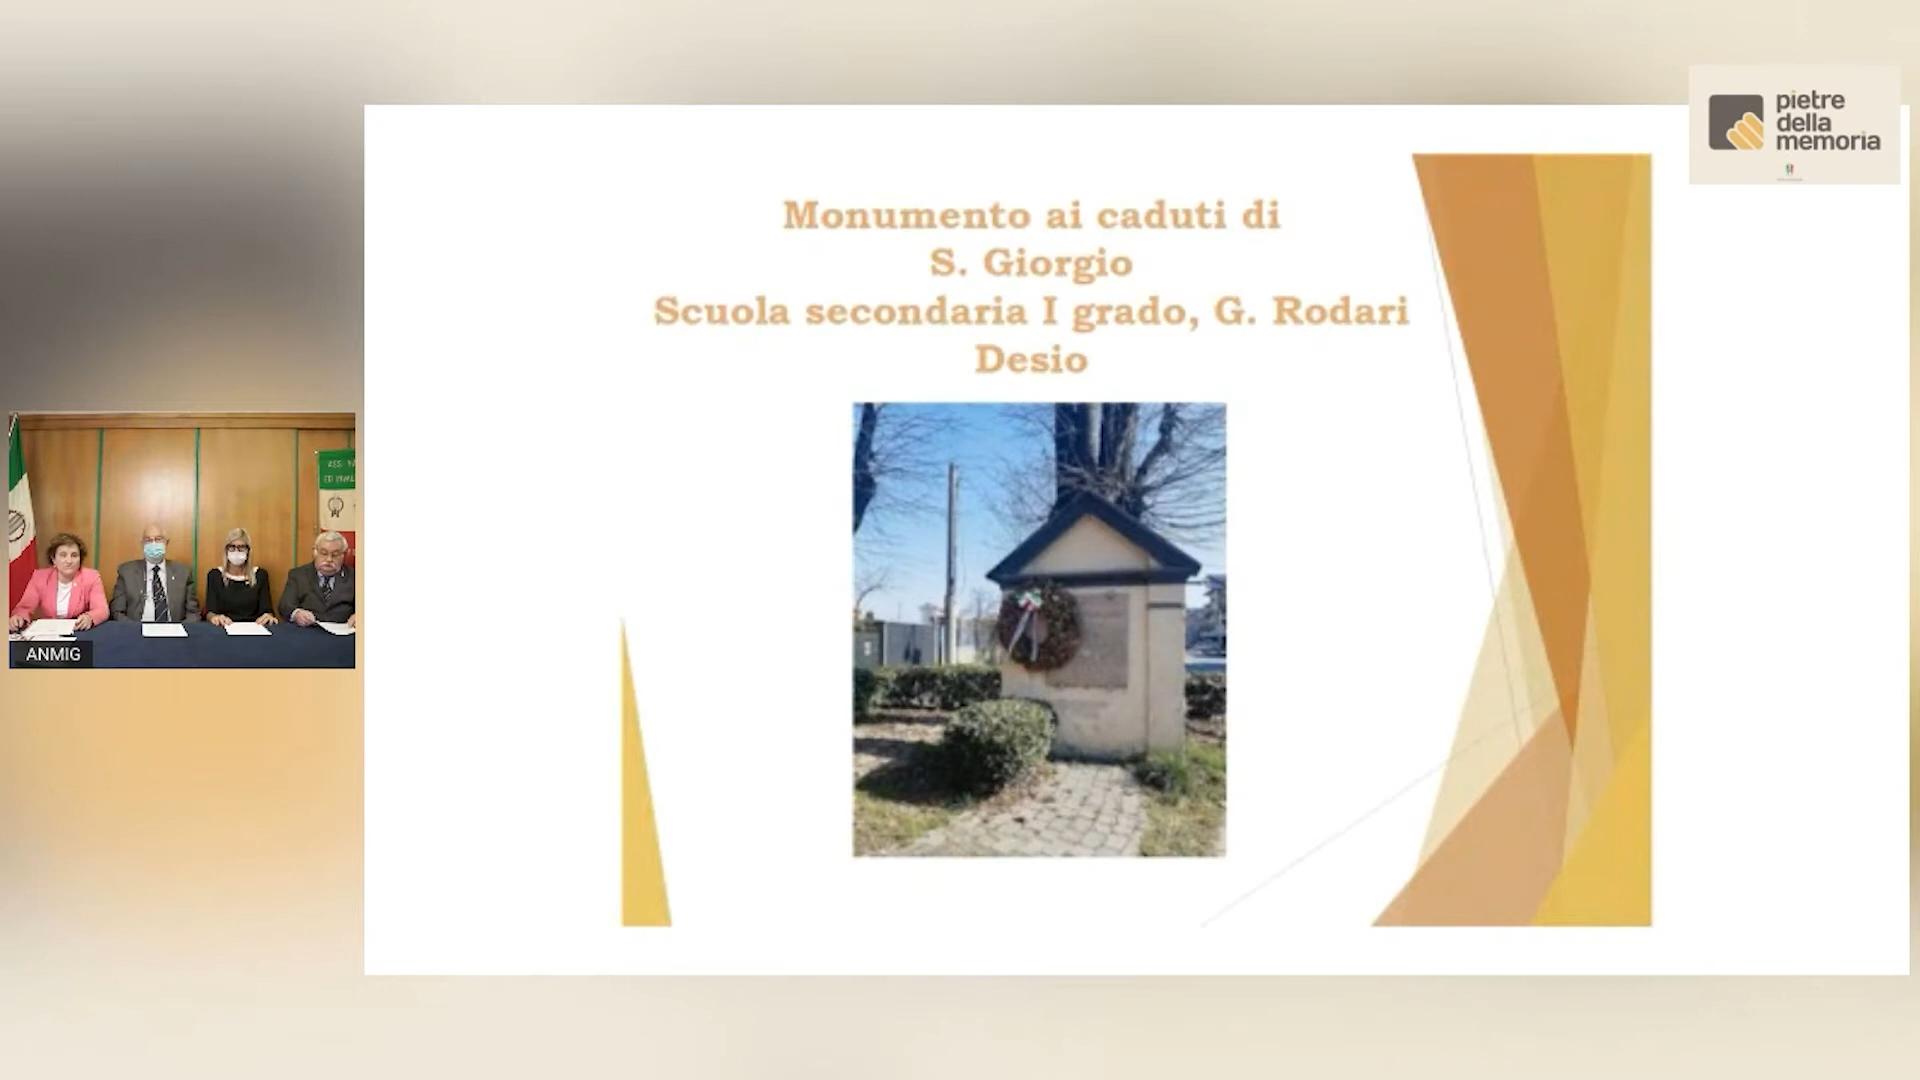 pietre
della
memoria
Monumento ai caduti di
S. Giorgio
Scuola secondaria I grado, G. Rodari
Desio
ANMIG